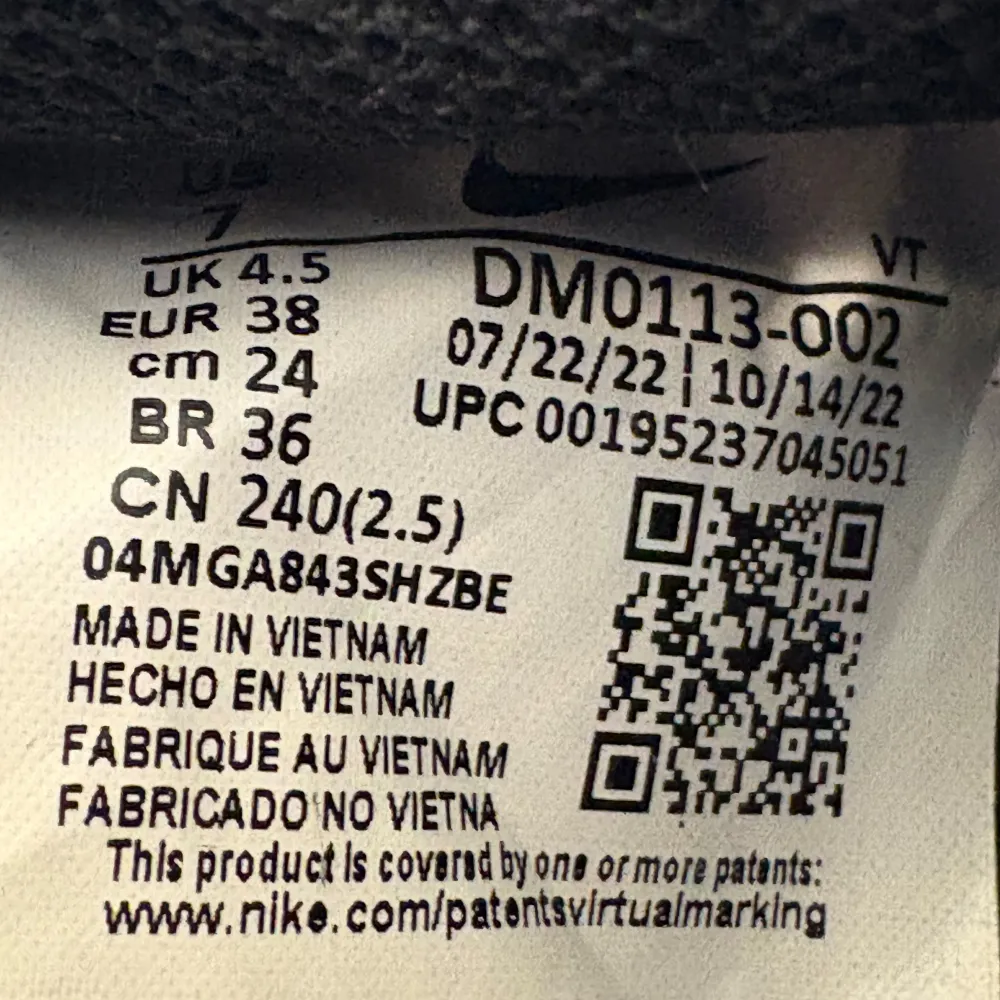 US
7
VT
UK 4.5
EUR 38
cm 24
BR 36
CN 240(2.5)
DM0113-002
07/22/22 | 10/14/22
UPC 00195237045051
04MGA843SHZBE
MADE IN VIETNAM
HECHO EN VIETNAM
FABRIQUE AU VIETNAM
FABRICADO NO VIETNA
This product is covered by one or more patents:
www.nike.com/patentsvirtualmarking